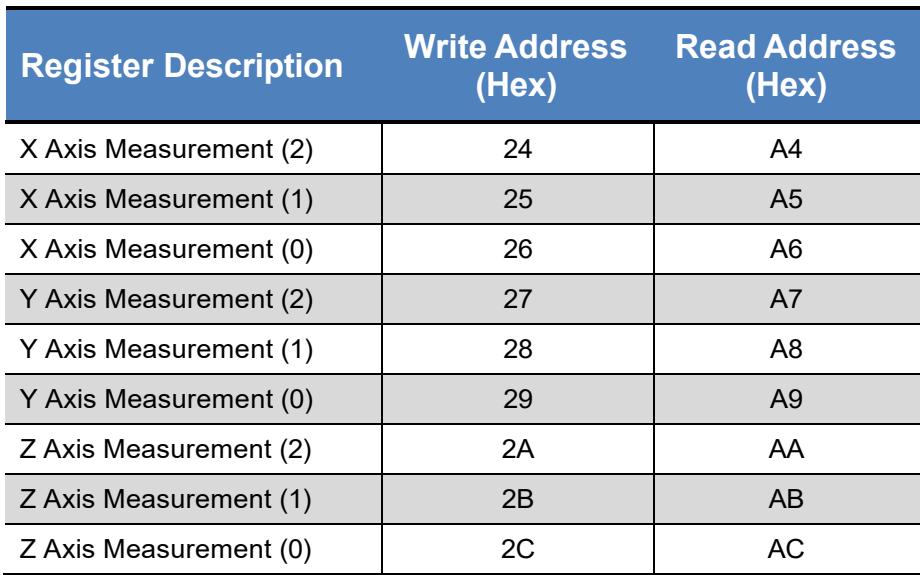 Register Description Write Address (Hex) Read Address (Hex)
X Axis Measurement (2) 24 A4
X Axis Measurement (1) 25 A5
X Axis Measurement (0) 26 A6
Y Axis Measurement (2) 27 A7
Y Axis Measurement (1) 28 A8
Y Axis Measurement (0) 29 A9
Z Axis Measurement (2) 2A AA
Z Axis Measurement (1) 2B AB
Z Axis Measurement (0) 2C AC